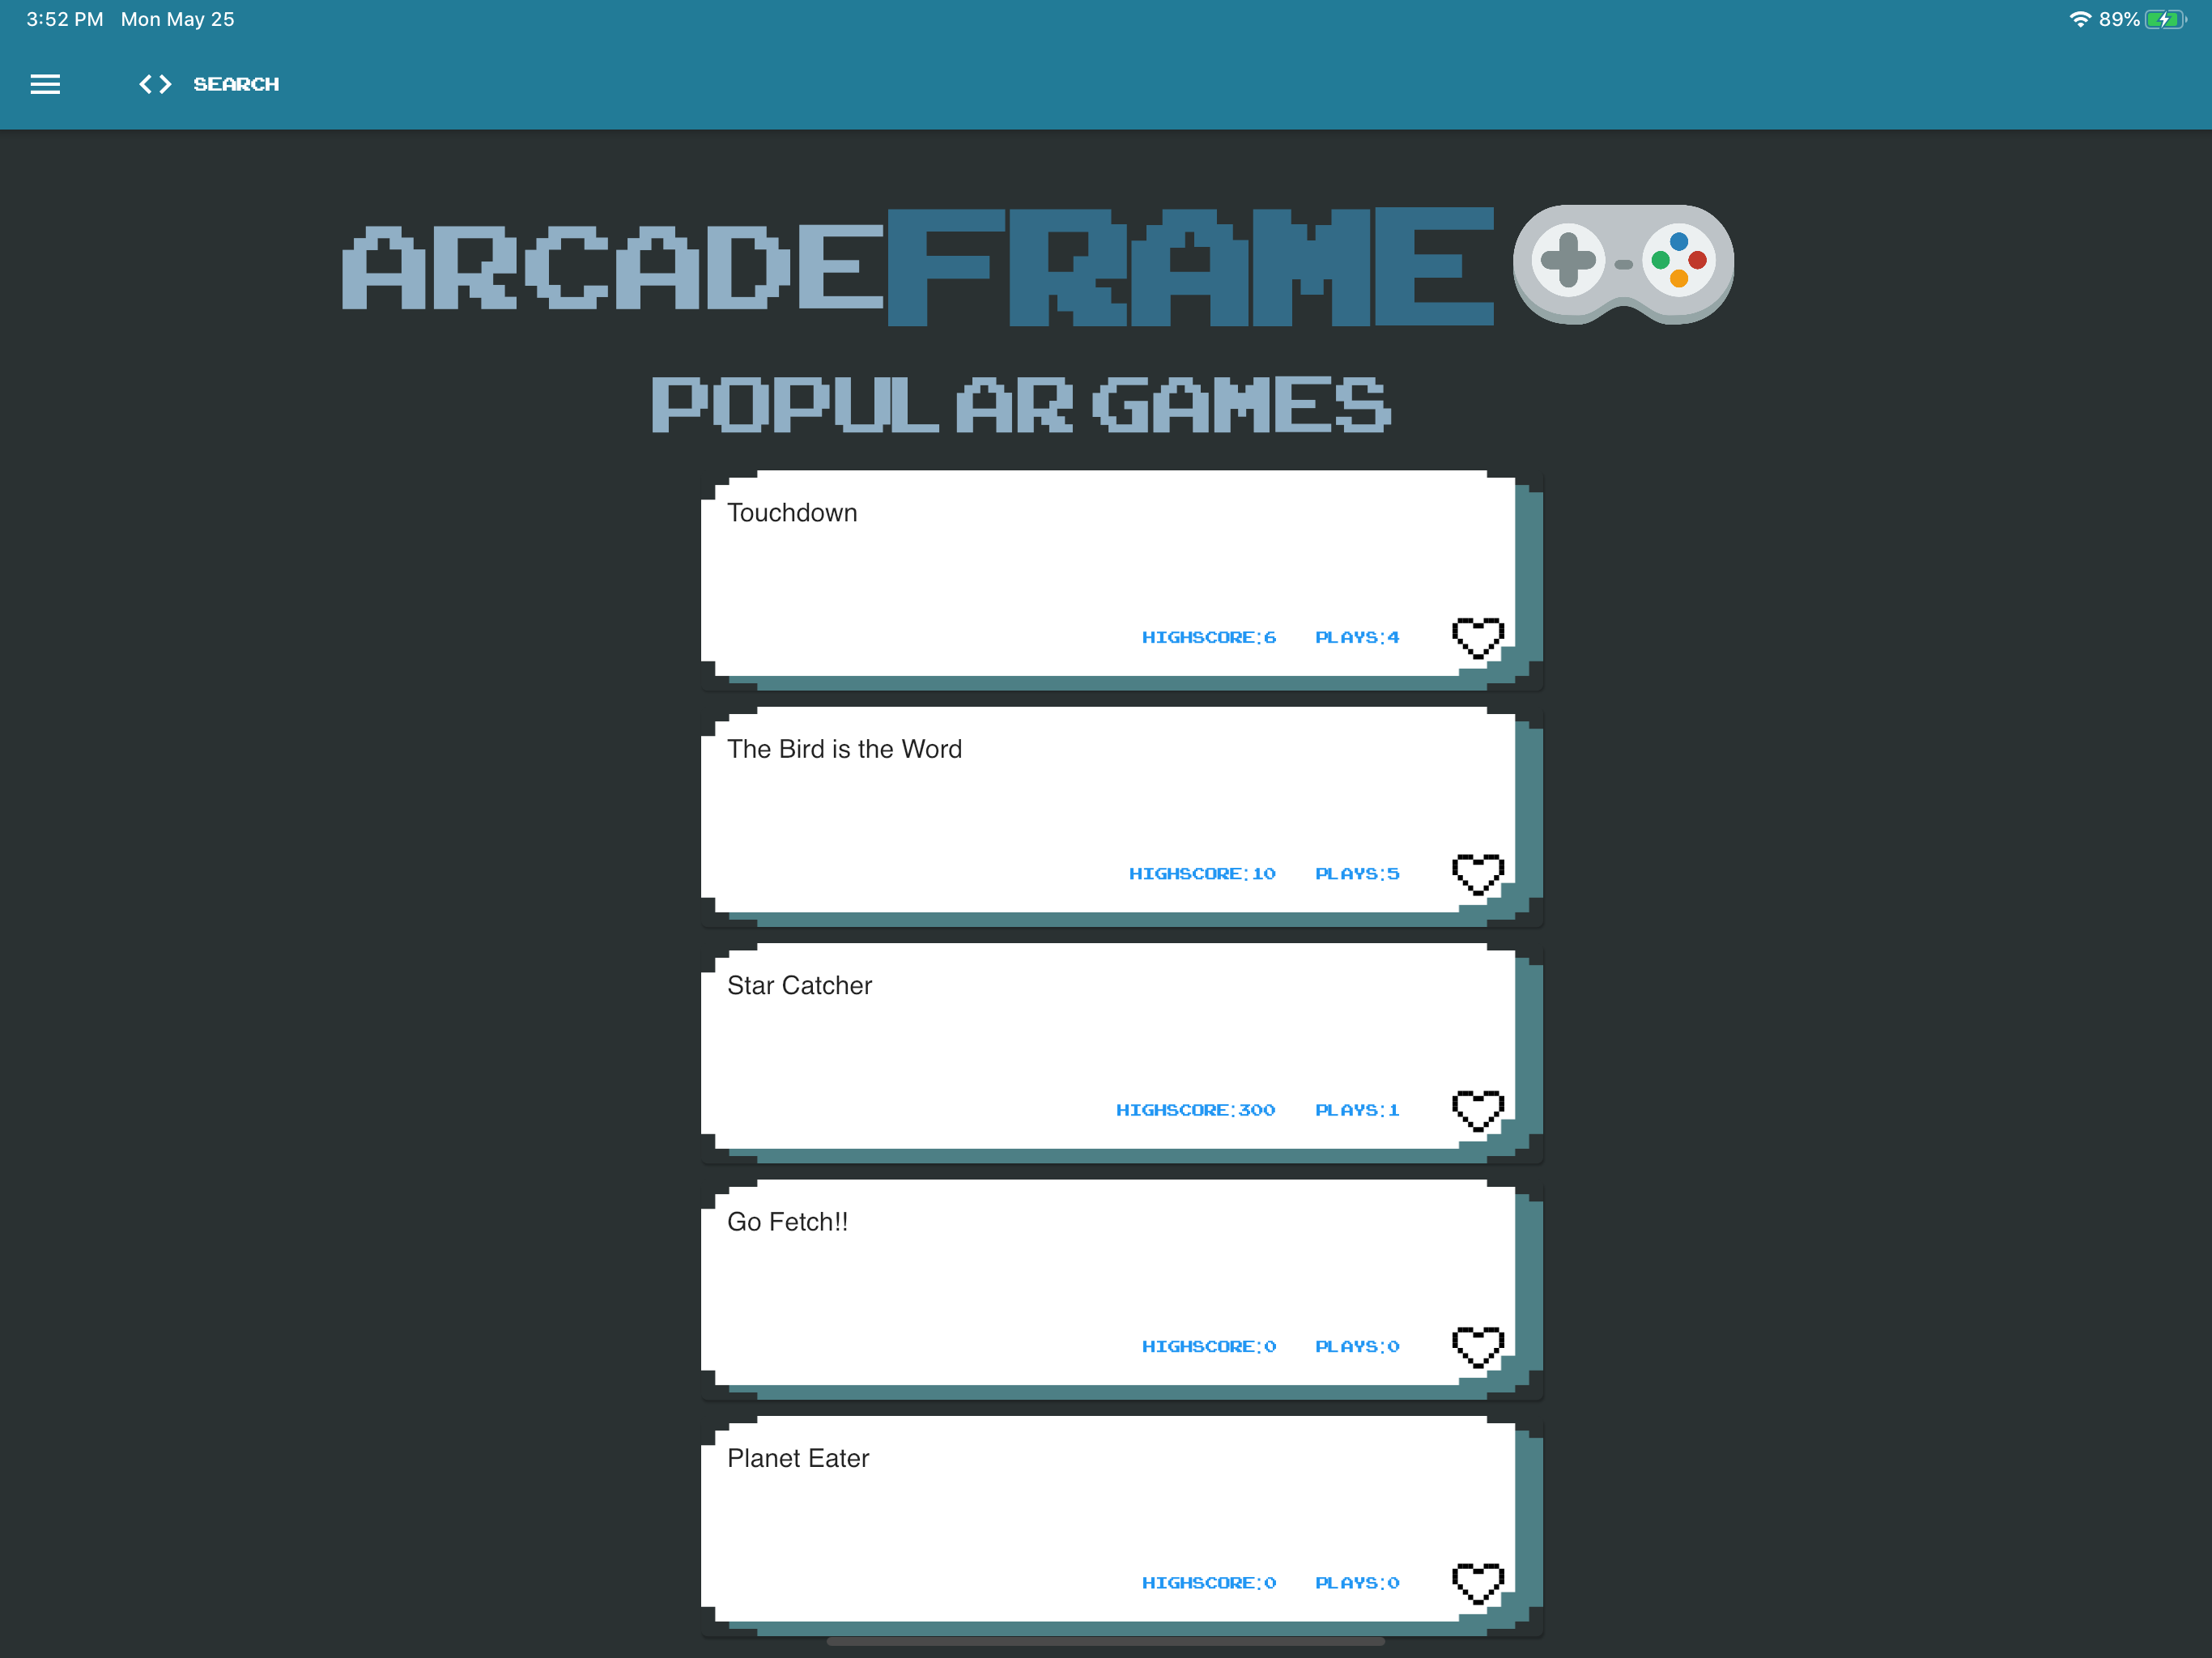 3:52 PM Mon May 25 89%
SEARCH
ARCADEFRAME
POPULAR GAMES
Touchdown
HIGHSCORE:6 PLAYS:4
The Bird is the Word
HIGHSCORE:10 PLAYS:5
Star Catcher
HIGHSCORE:300 PLAYS:1
Go Fetch!!
HIGHSCORE:0 PLAYS:0
Planet Eater
HIGHSCORE:0 PLAYS:0